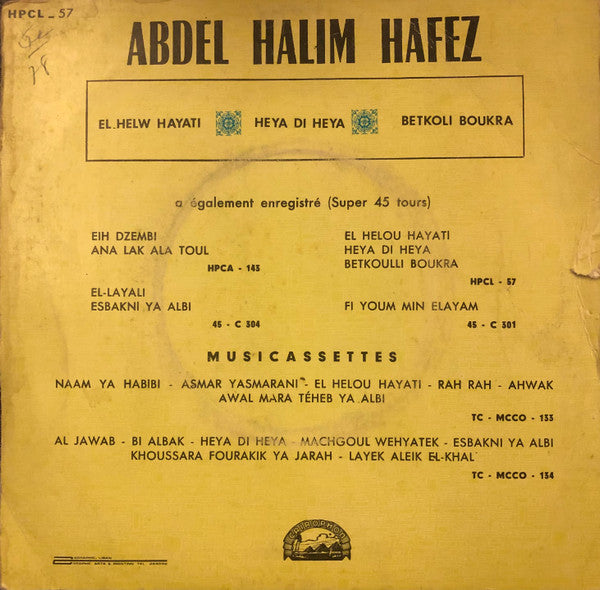 HPCL _ 57
78
ABDEL HALIM HAFEZ
EL.HELW HAYATI HEYA DI HEYA BETKOLI BOUKRA
a également enregistré (Super 45 tours)
EIH DZEMBI
ANA LAK ALA TOUL
HPCA - 143
EL HELOU HAYATI
HEYA DI HEYA
BETKOULLI BOUKRA
HPCL - 57
EL-LAYALI
ESBAKNI YA ALBI
45 - C 304
FI YOUM MIN ELAYAM
45 - C 301
MUSICASSETTES
NAAM YA HABIBI - ASMAR YASMARANI - EL HELOU HAYATI - RAH RAH - AHWAK
AWAL MARA TÉHEB YA ALBI
TC - MCCO - 133
AL JAWAB - BI ALBAK - HEYA DI HEYA - MACHGOUL WEHYATEK - ESBAKNI YA ALBI
KHOUSSARA FOURAKIK YA JARAH - LAYEK ALEIK EL-KHAL
TC - MCCO - 134
CAIROPHON